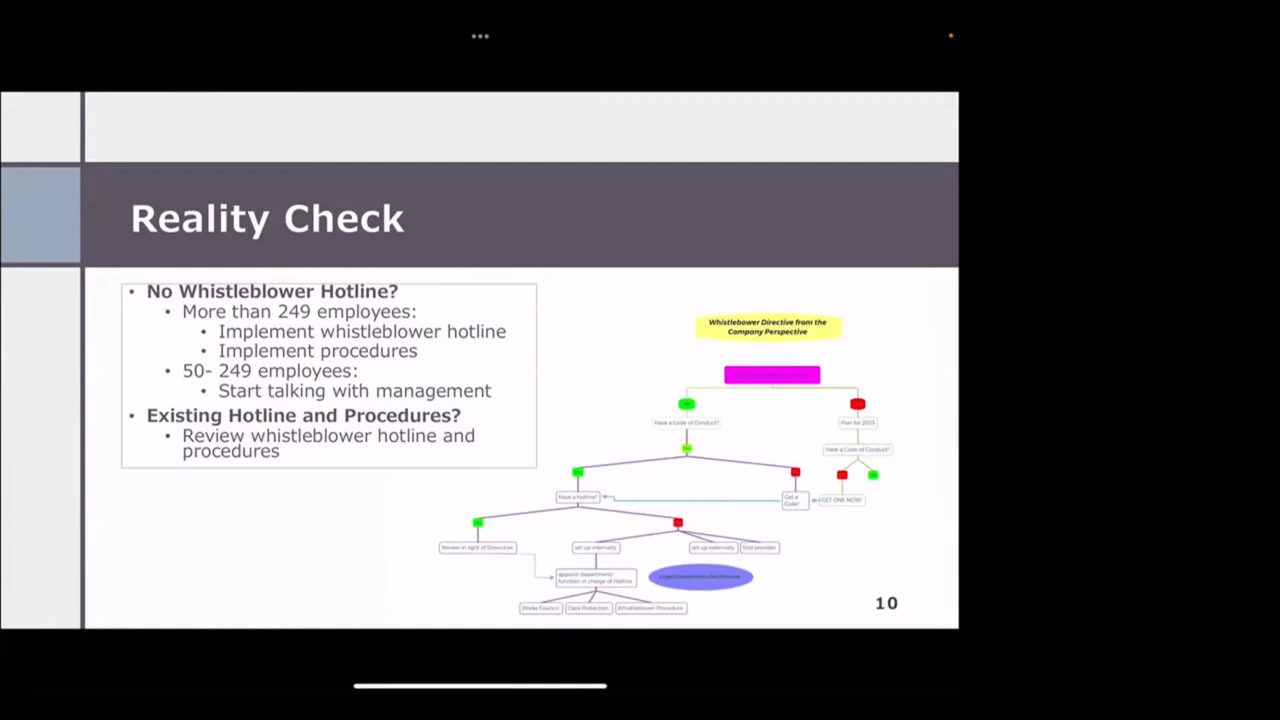 Reality Check
• No Whistleblower Hotline?
• More than 249 employees:
• Implement whistleblower hotline
• Implement procedures
• 50- 249 employees:
• Start talking with management
• Existing Hotline and Procedures?
• Review whistleblower hotline and
procedures
Whistlebower Directive from the
Company Perspective
Have a Code of Conduct?
Plan for 2023
Have a Code of Conduct?
Have a hotline?
Get a
Code!
GET ONE NOW!
Review in light of Directive
set up internally
set up externally
find provider
appoint department/
function in charge of Hotline
Works Council
Data Protection
Whistleblower Procedure
10